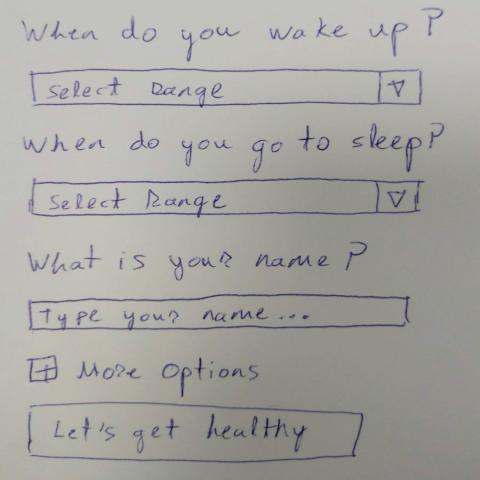 When do you wake up?
Select Range
When do you go to sleep?
Select Range
What is your name?
Type your name...
More Options
Let's get healthy